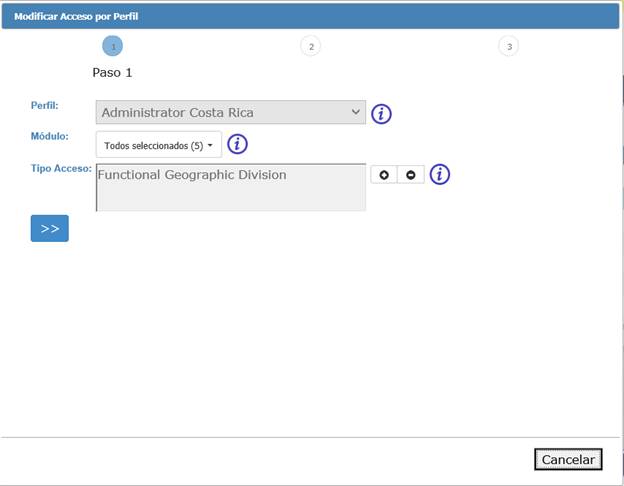 Modificar Acceso por Perfil
1 2 3
Paso 1
Perfil: Administrator Costa Rica i
Módulo: Todos seleccionados (5) i
Tipo Acceso: Functional Geographic Division i
>>
Cancelar